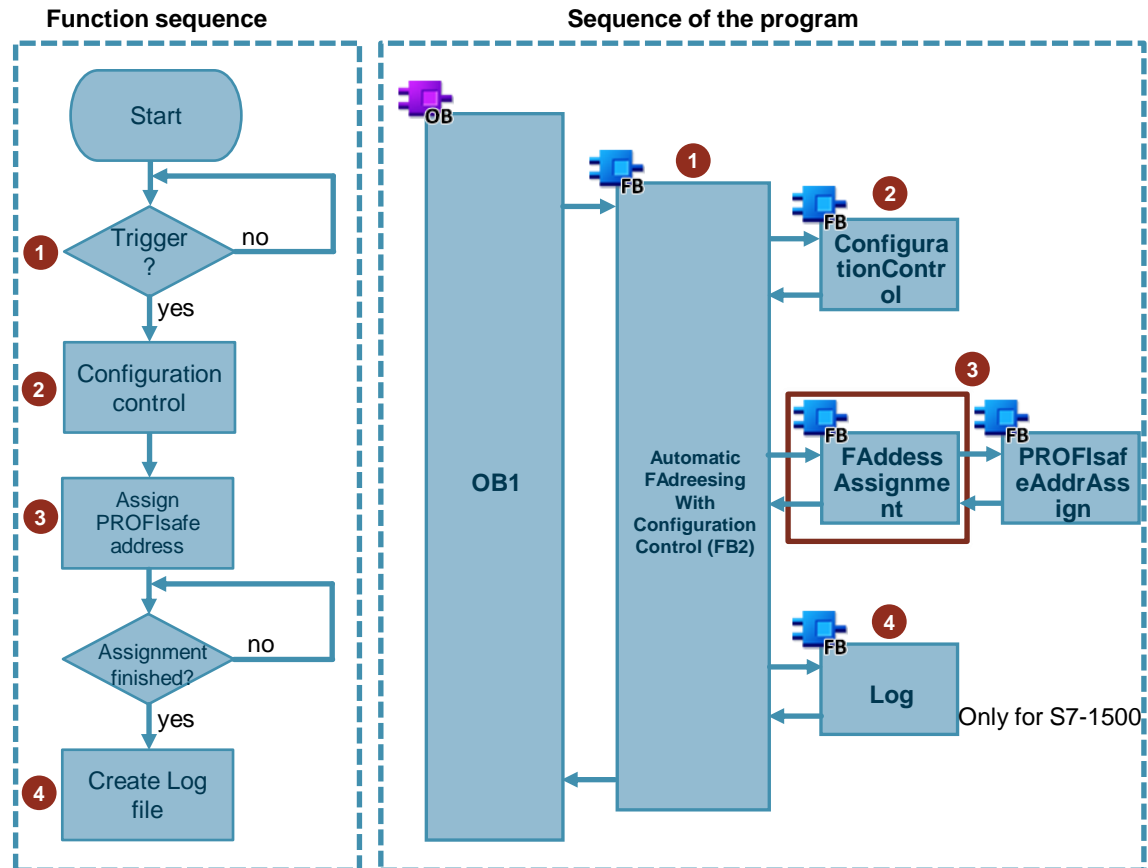 Function sequence
Start
1
Trigger
?
no
yes
2
Configuration
control
3
Assign
PROFIsafe
address
Assignment
finished?
no
yes
4
Create Log
file
Sequence of the program
OB
OB1
FB
1
Automatic
FAdreesing
With
Configuration
Control (FB2)
FB
2
Configura
tionContr
ol
3
FB
FAddess
Assignme
nt
FB
PROFIsaf
eAddrAss
ign
FB
4
Log
Only for S7-1500